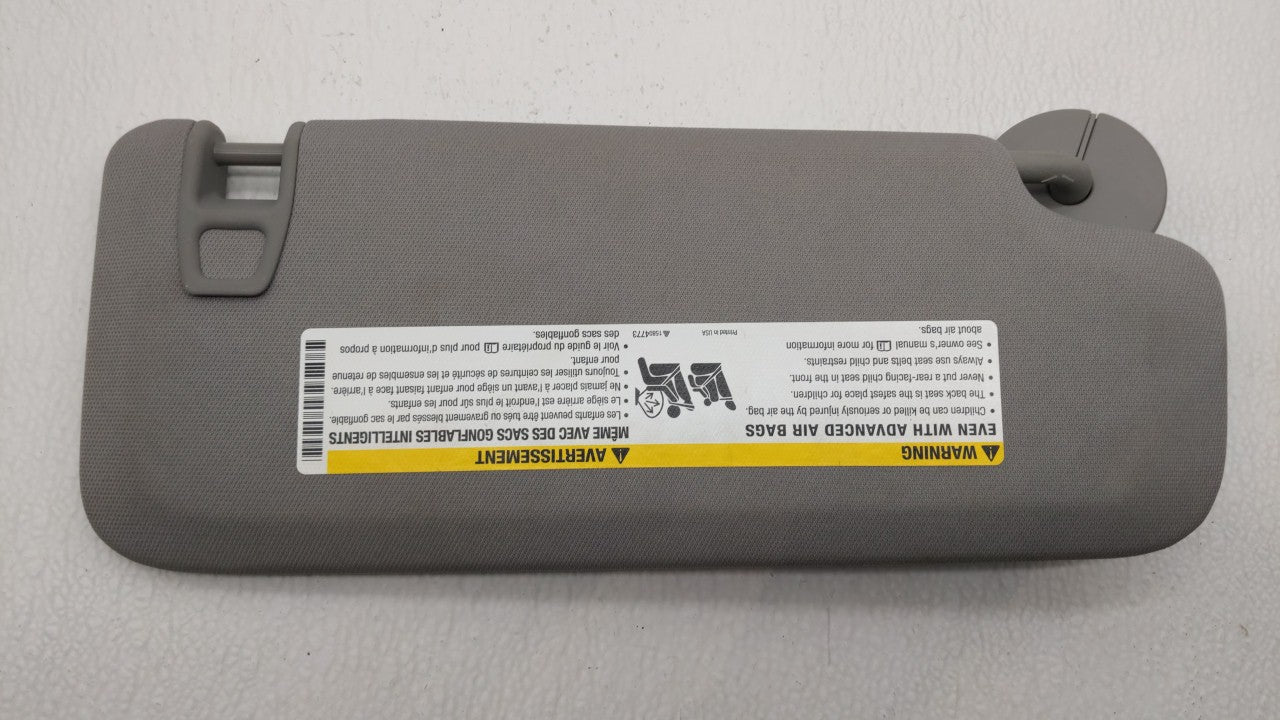 WARNING
EVEN WITH ADVANCED AIR BAGS
• Children can be killed or seriously injured by the air bag.
• The back seat is the safest place for children.
• Never put a rear-facing child seat in the front.
• Always use seat belts and child restraints.
• See owner's manual for more information
about air bags.
Printed in USA
15804773
AVERTISSEMENT
MÊME AVEC DES SACS GONFLABLES INTELLIGENTS
• Les enfants peuvent être tués ou gravement blessés par le sac gonflable.
• Le siège arrière est l'endroit le plus sûr pour les enfants.
• Ne jamais placer à l'avant un siège pour enfant faisant face à l'arrière.
• Toujours utiliser les ceintures de sécurité et les ensembles de retenue
pour enfant.
• Voir le guide du propriétaire pour plus d'information à propos
des sacs gonflables.